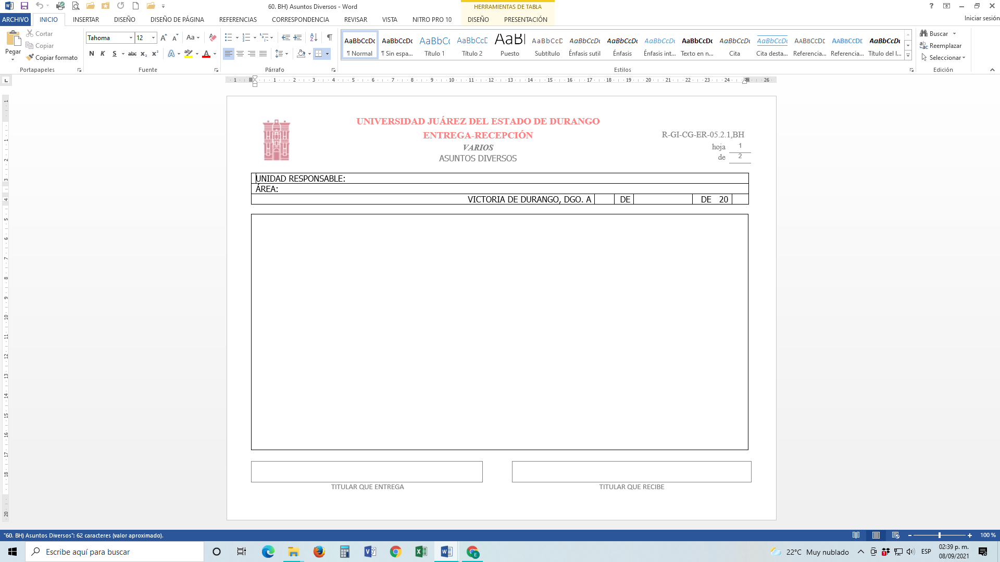 60. BH) Asuntos Diversos - Word
HERRAMIENTAS DE TABLA
?
ARCHIVO INICIO INSERTAR DISEÑO DISEÑO DE PÁGINA REFERENCIAS CORRESPONDENCIA REVISAR VISTA NITRO PRO 10 DISEÑO PRESENTACIÓN Iniciar sesión
Pegar
Cortar
Copiar
Copiar formato
Portapapeles
Tahoma 12
Aa
N K S abc x₂ x²
Fuente
Párrafo
AaBbCcDc AaBbCcDc AaBbCc AaBbCcD AaB AaBbCcD AaBbCcDc AaBbCcDc AaBbCcDc AaBbCcDc AaBbCcDc AaBbCcDc AABBCCDD AABBCCDD AaBbCcDc
¶ Normal ¶ Sin espa... Título 1 Título 2 Puesto Subtítulo Énfasis sutil Énfasis Énfasis int... Texto en n... Cita Cita desta... Referencia... Referencia... Título del l...
Estilos
Buscar
Reemplazar
Seleccionar
Edición
1 1 2 3 4 5 6 7 8 9 10 11 12 13 14 15 16 17 18 19 20 21 22 23 24 26
1 1 2 3 4 5 6 7 8 9 10 11 12 13 14 15 16 17 18 20
UNIVERSIDAD JUÁREZ DEL ESTADO DE DURANGO
ENTREGA-RECEPCIÓN
VARIOS
ASUNTOS DIVERSOS
R-GI-CG-ER-05.2.1,BH
hoja 1
de 2
UNIDAD RESPONSABLE:
ÁREA:
VICTORIA DE DURANGO, DGO. A DE DE 20
TITULAR QUE ENTREGA
TITULAR QUE RECIBE
"60. BH) Asuntos Diversos": 62 caracteres (valor aproximado).
100 %
Escribe aquí para buscar
22°C Muy nublado
ESP
02:39 p. m.
08/09/2021